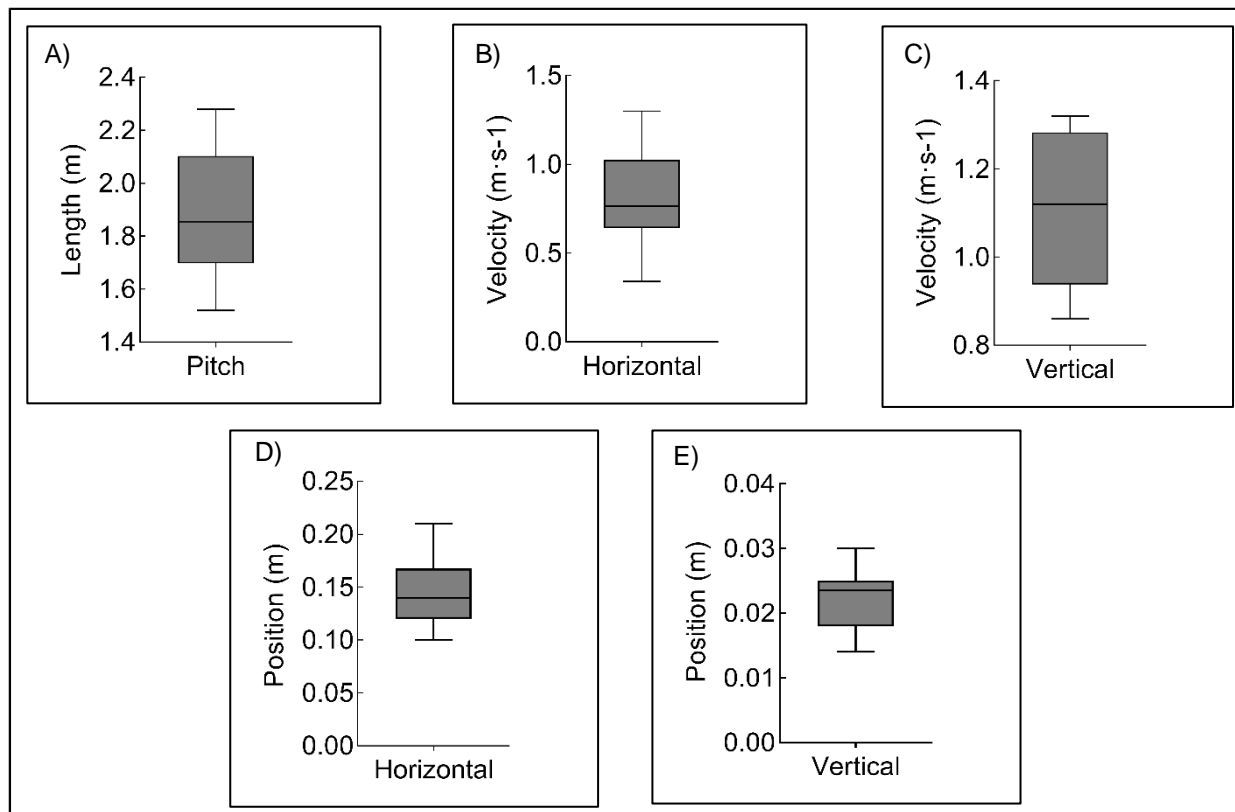 A)
Length (m)
2.4
2.2
2.0
1.8
1.6
1.4
Pitch
B)
Velocity (m·s-1)
1.5
1.0
0.5
0.0
Horizontal
C)
Velocity (m·s-1)
1.4
1.2
1.0
0.8
Vertical
D)
Position (m)
0.25
0.20
0.15
0.10
0.05
0.00
Horizontal
E)
Position (m)
0.04
0.03
0.02
0.01
0.00
Vertical